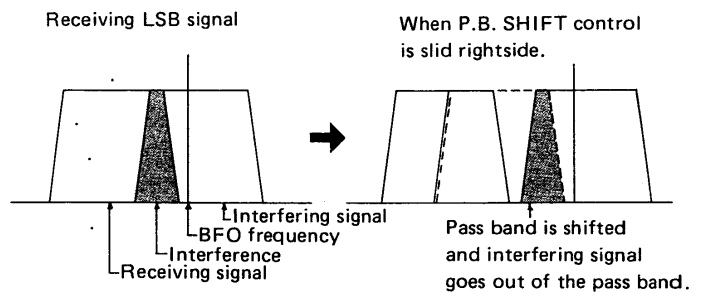 Receiving LSB signal
When P.B. SHIFT control
is slid rightside.
Interfering signal
BFO frequency
Interference
Receiving signal
Pass band is shifted
and interfering signal
goes out of the pass band.